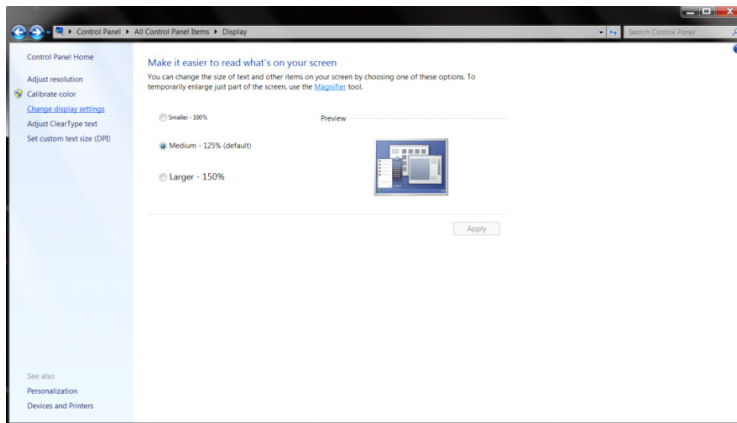 Control Panel ▸ All Control Panel Items ▸ Display
Search Control Panel
Control Panel Home
Adjust resolution
Calibrate color
Change display settings
Adjust ClearType text
Set custom text size (DPI)
Make it easier to read what's on your screen
You can change the size of text and other items on your screen by choosing one of these options. To
temporarily enlarge just part of the screen, use the Magnifier tool.
Smaller - 100%
Preview
Medium - 125% (default)
Larger - 150%
Apply
See also
Personalization
Devices and Printers